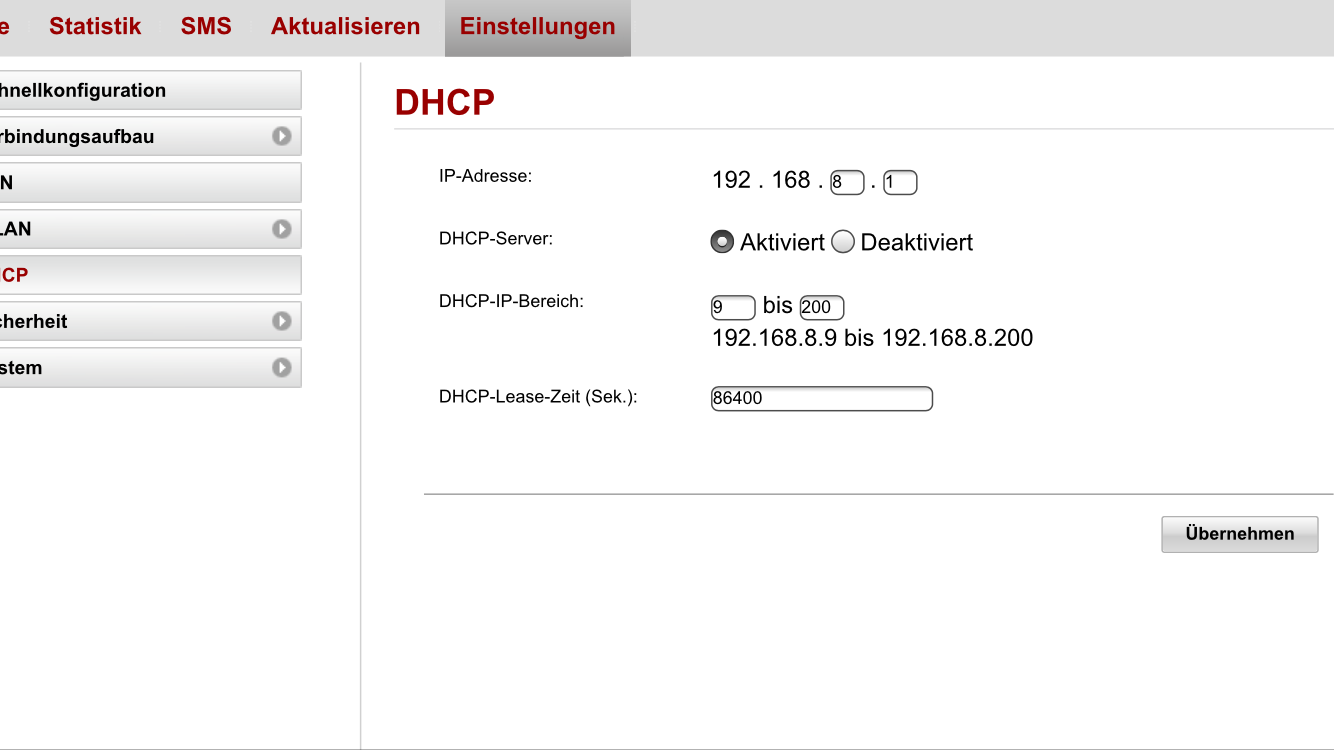 e Statistik SMS Aktualisieren Einstellungen
hnellkonfiguration
rbindungsaufbau
N
LAN
ICP
cherheit
stem
DHCP
IP-Adresse: 192 . 168 . 8 . 1
DHCP-Server: Aktiviert Deaktiviert
DHCP-IP-Bereich: 9 bis 200
192.168.8.9 bis 192.168.8.200
DHCP-Lease-Zeit (Sek.): 86400
Übernehmen